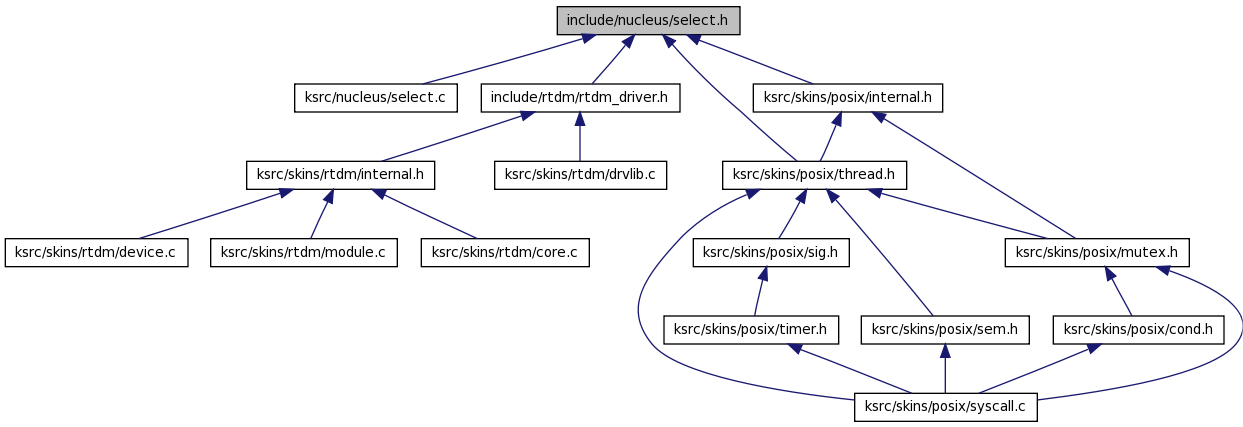 include/nucleus/select.h
ksrc/nucleus/select.c
include/rtdm/rtdm_driver.h
ksrc/skins/posix/internal.h
ksrc/skins/rtdm/internal.h
ksrc/skins/rtdm/drvlib.c
ksrc/skins/posix/thread.h
ksrc/skins/rtdm/device.c
ksrc/skins/rtdm/module.c
ksrc/skins/rtdm/core.c
ksrc/skins/posix/sig.h
ksrc/skins/posix/mutex.h
ksrc/skins/posix/timer.h
ksrc/skins/posix/sem.h
ksrc/skins/posix/cond.h
ksrc/skins/posix/syscall.c